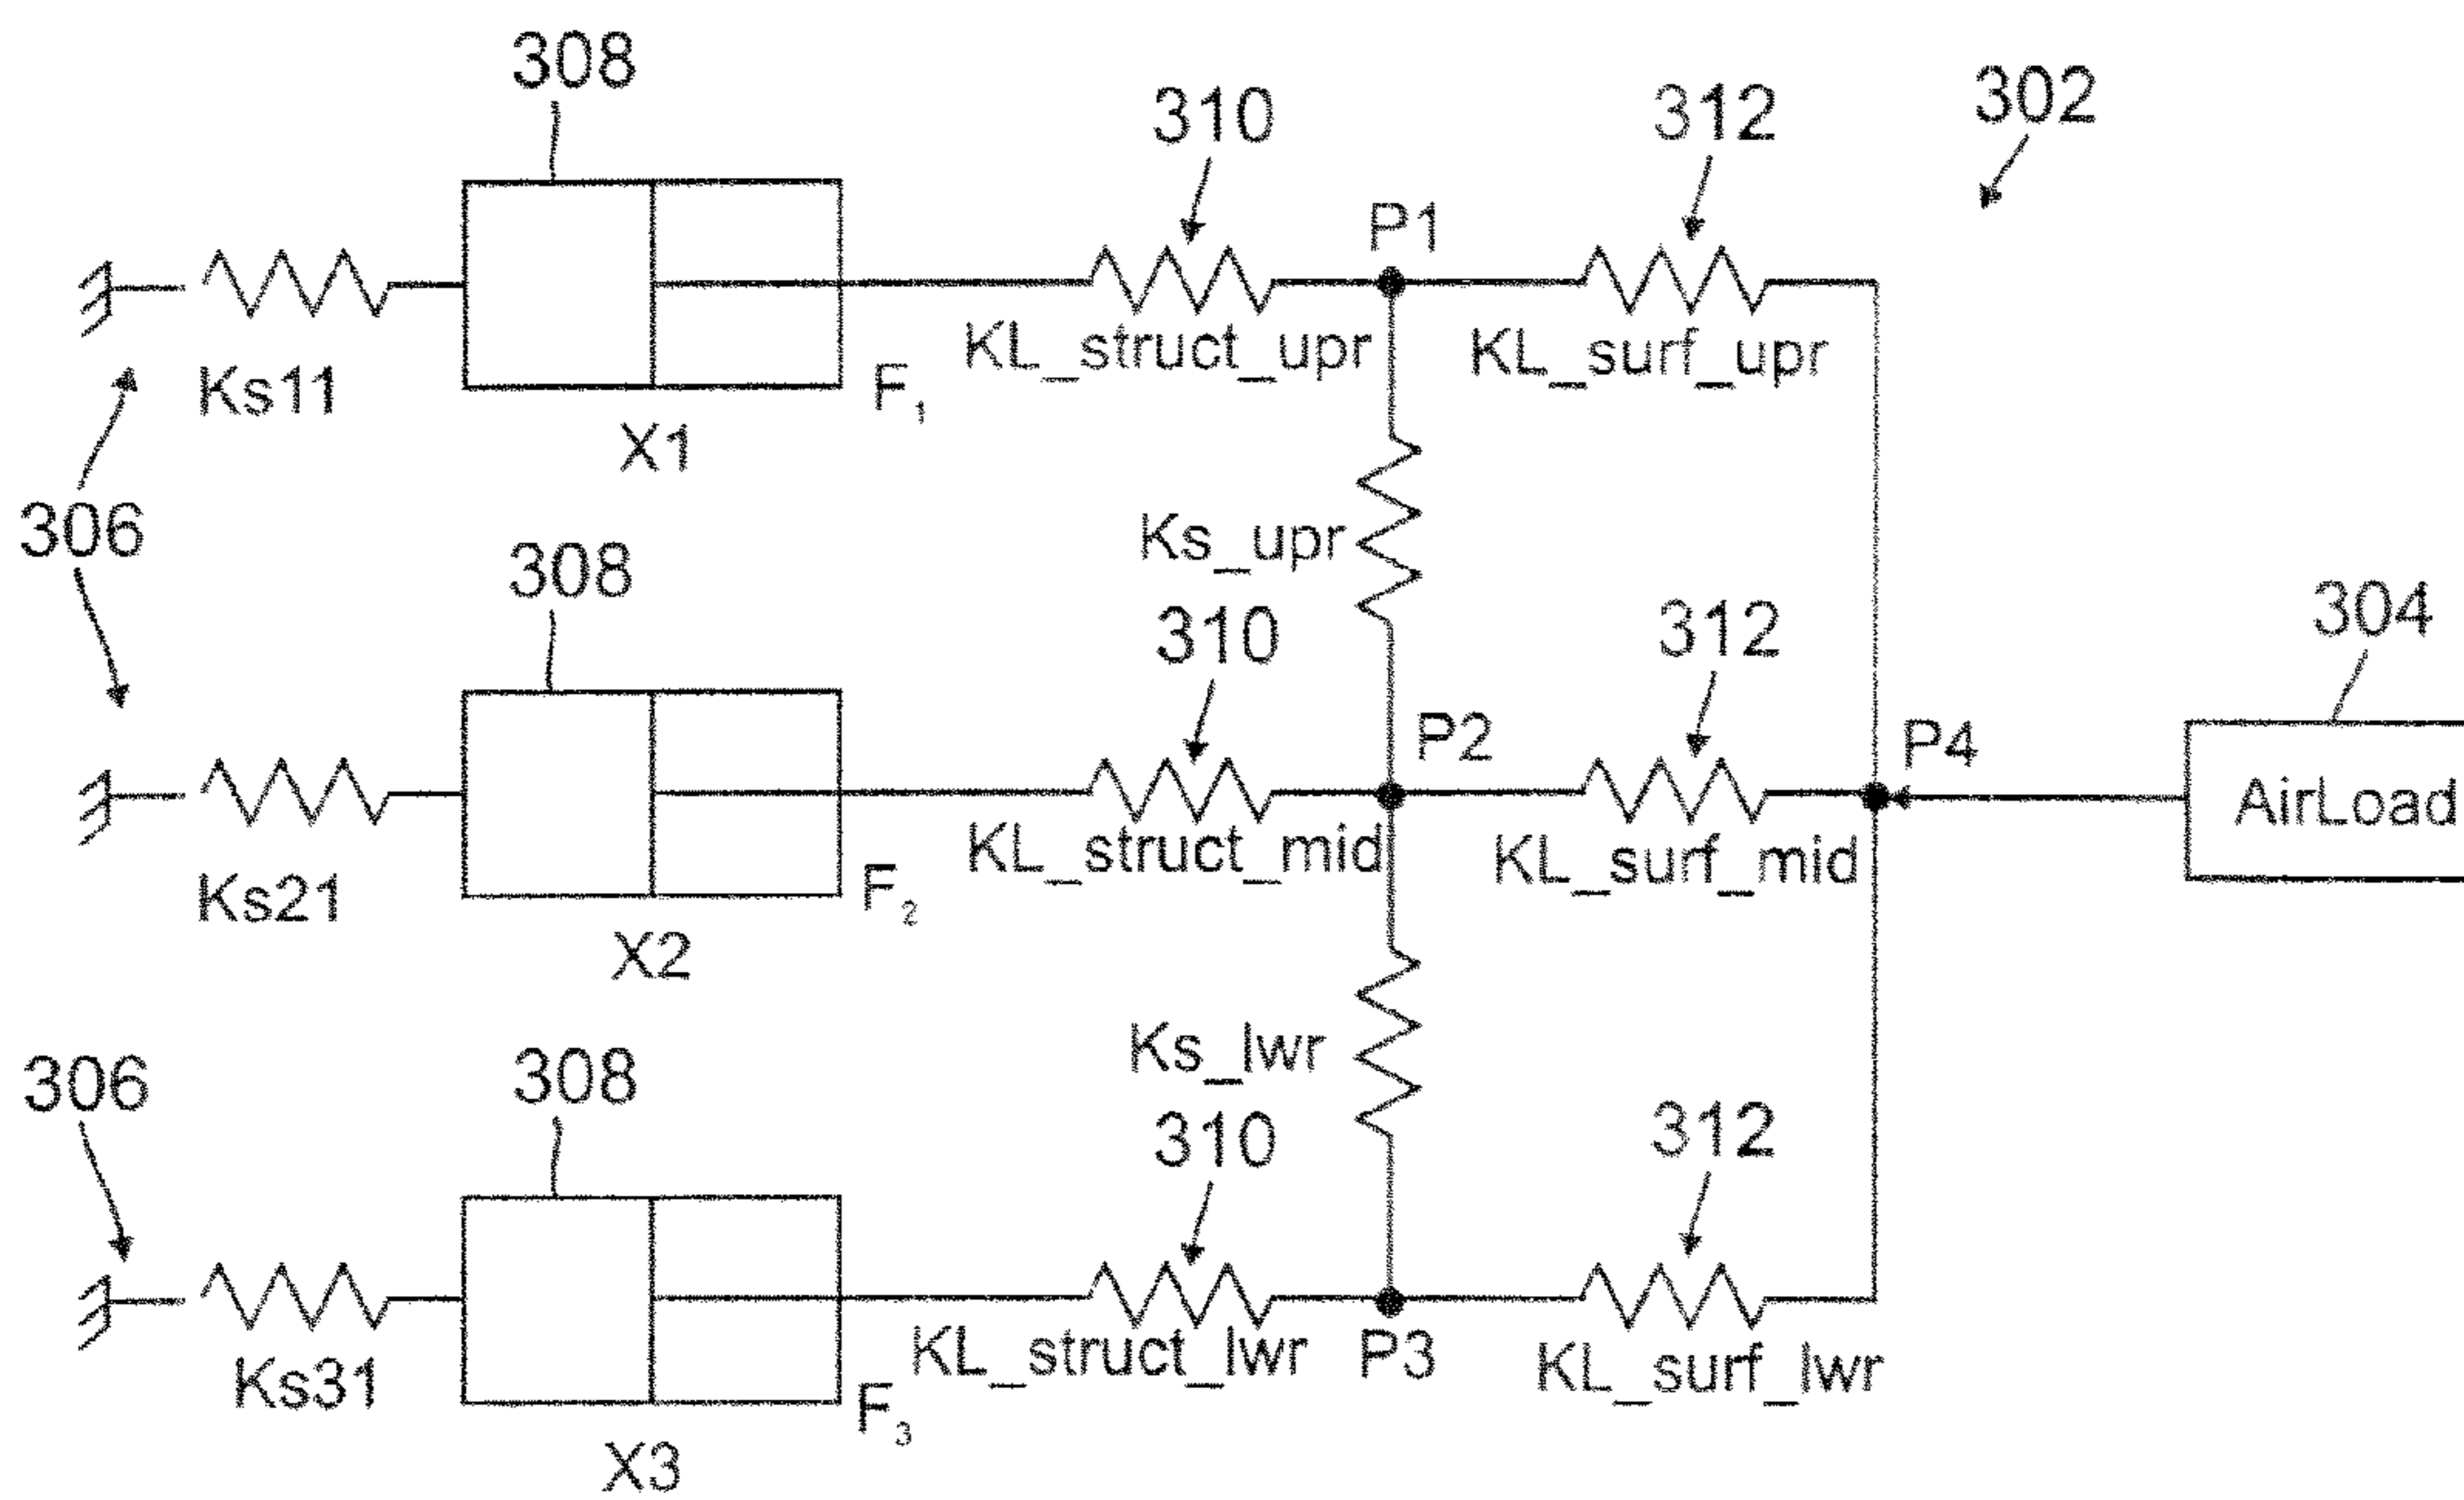 308
310
312
302
P1
KL_struct_upr
KL_surf_upr
Ks11
F1
X1
306
Ks_upr
308
310
312
304
P2
P4
AirLoad
KL_struct_mid
KL_surf_mid
Ks21
F2
X2
306
308
Ks_lwr
310
312
KL_struct_lwr
P3
KL_surf_lwr
Ks31
F3
X3